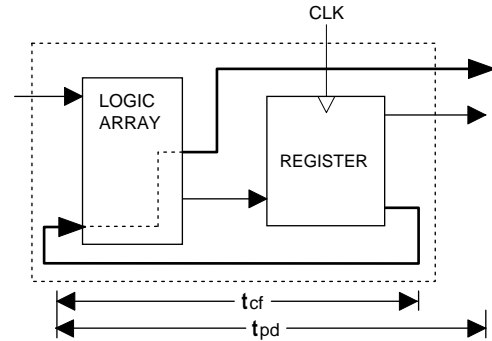 CLK
LOGIC
ARRAY
REGISTER
tcf
tpd